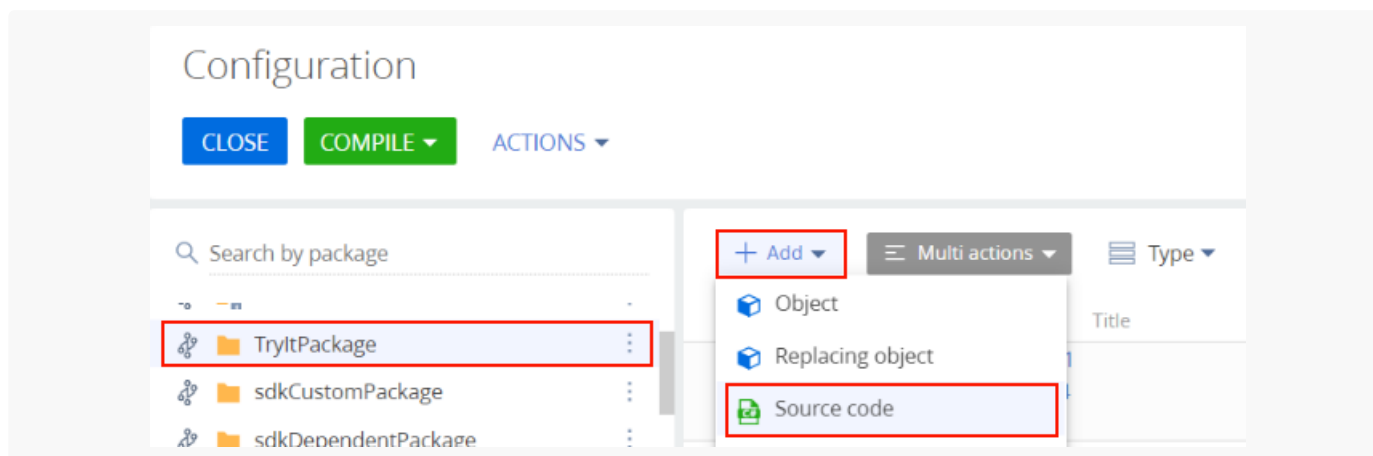 Configuration
CLOSE COMPILE ACTIONS
Search by package
TryItPackage
sdkCustomPackage
sdkDependentPackage
+ Add Multi actions Type
Object
Title
Replacing object
Source code